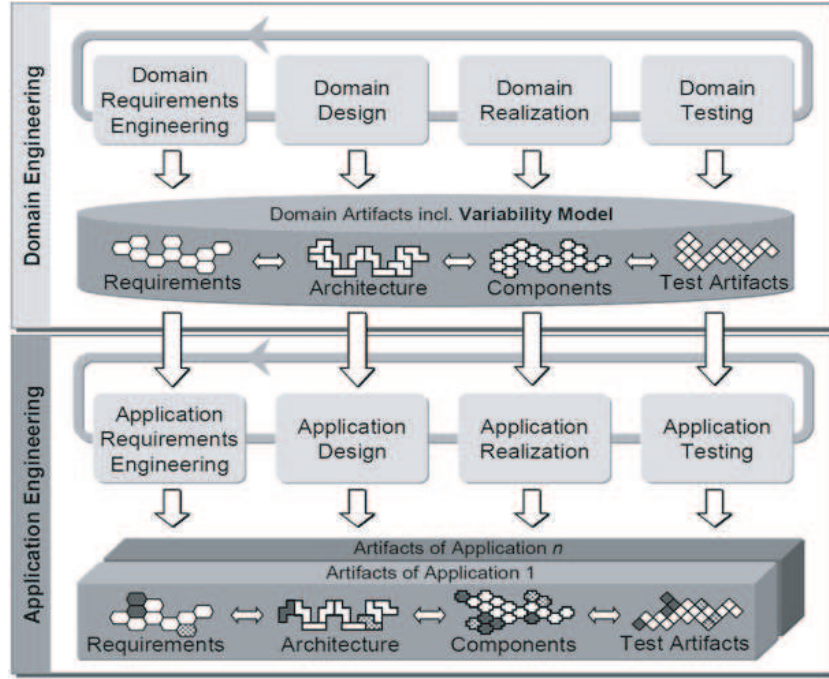 Domain Engineering
Domain
Requirements
Engineering
Domain
Design
Domain
Realization
Domain
Testing
Domain Artifacts incl. Variability Model
Requirements
Architecture
Components
Test Artifacts
Application Engineering
Application
Requirements
Engineering
Application
Design
Application
Realization
Application
Testing
Artifacts of Application n
Artifacts of Application 1
Requirements
Architecture
Components
Test Artifacts